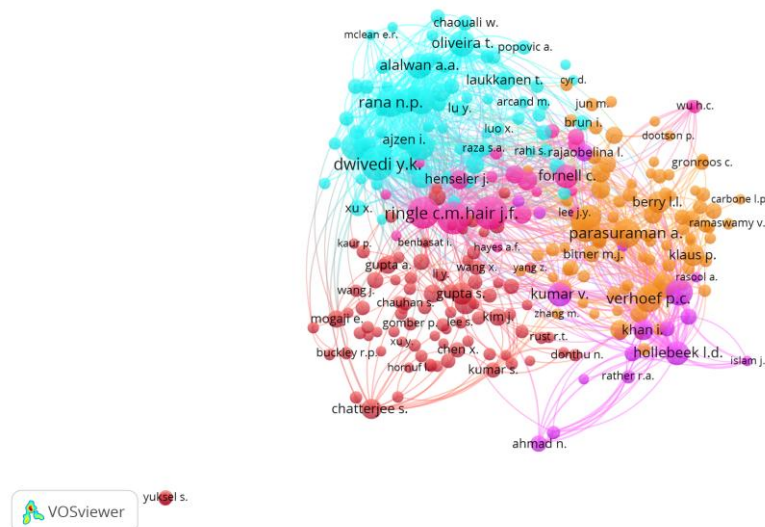 chaouali w.
mclean e.r.
oliveira t.
popovic a.
alalwan a.a.
laukkanen t.
cyr d.
rana n.p.
arcand m.
jun m.
wu h.c.
lu y.
brun i.
luo x.
dootson p.
ajzen i.
raza s.a.
rahi s.
rajaobelina l.
gronroos c.
dwivedi y.k.
henseler j.
fornell c.
carbone l.p.
xu x.
ringle c.m.
hair j.f.
lee j.y.
berry l.l.
ramaswamy v.
kaur p.
benbasat i.
hayes a.f.
parasuraman a.
gupta a.
li y.
wang x.
yang z.
bitner m.j.
klaus p.
wang j.
chauhan s.
gupta s.
kumar v.
verhoef p.c.
rasool a.
mogaji e.
gomber p.
lee s.
kim j.
zhang m.
khan i.
buckley r.p.
xu y.
chen x.
rust r.t.
donthu n.
hollebeek l.d.
islam j.
hornuf l.
kumar s.
rather r.a.
chatterjee s.
ahmad n.
yuksel s.
VOSviewer